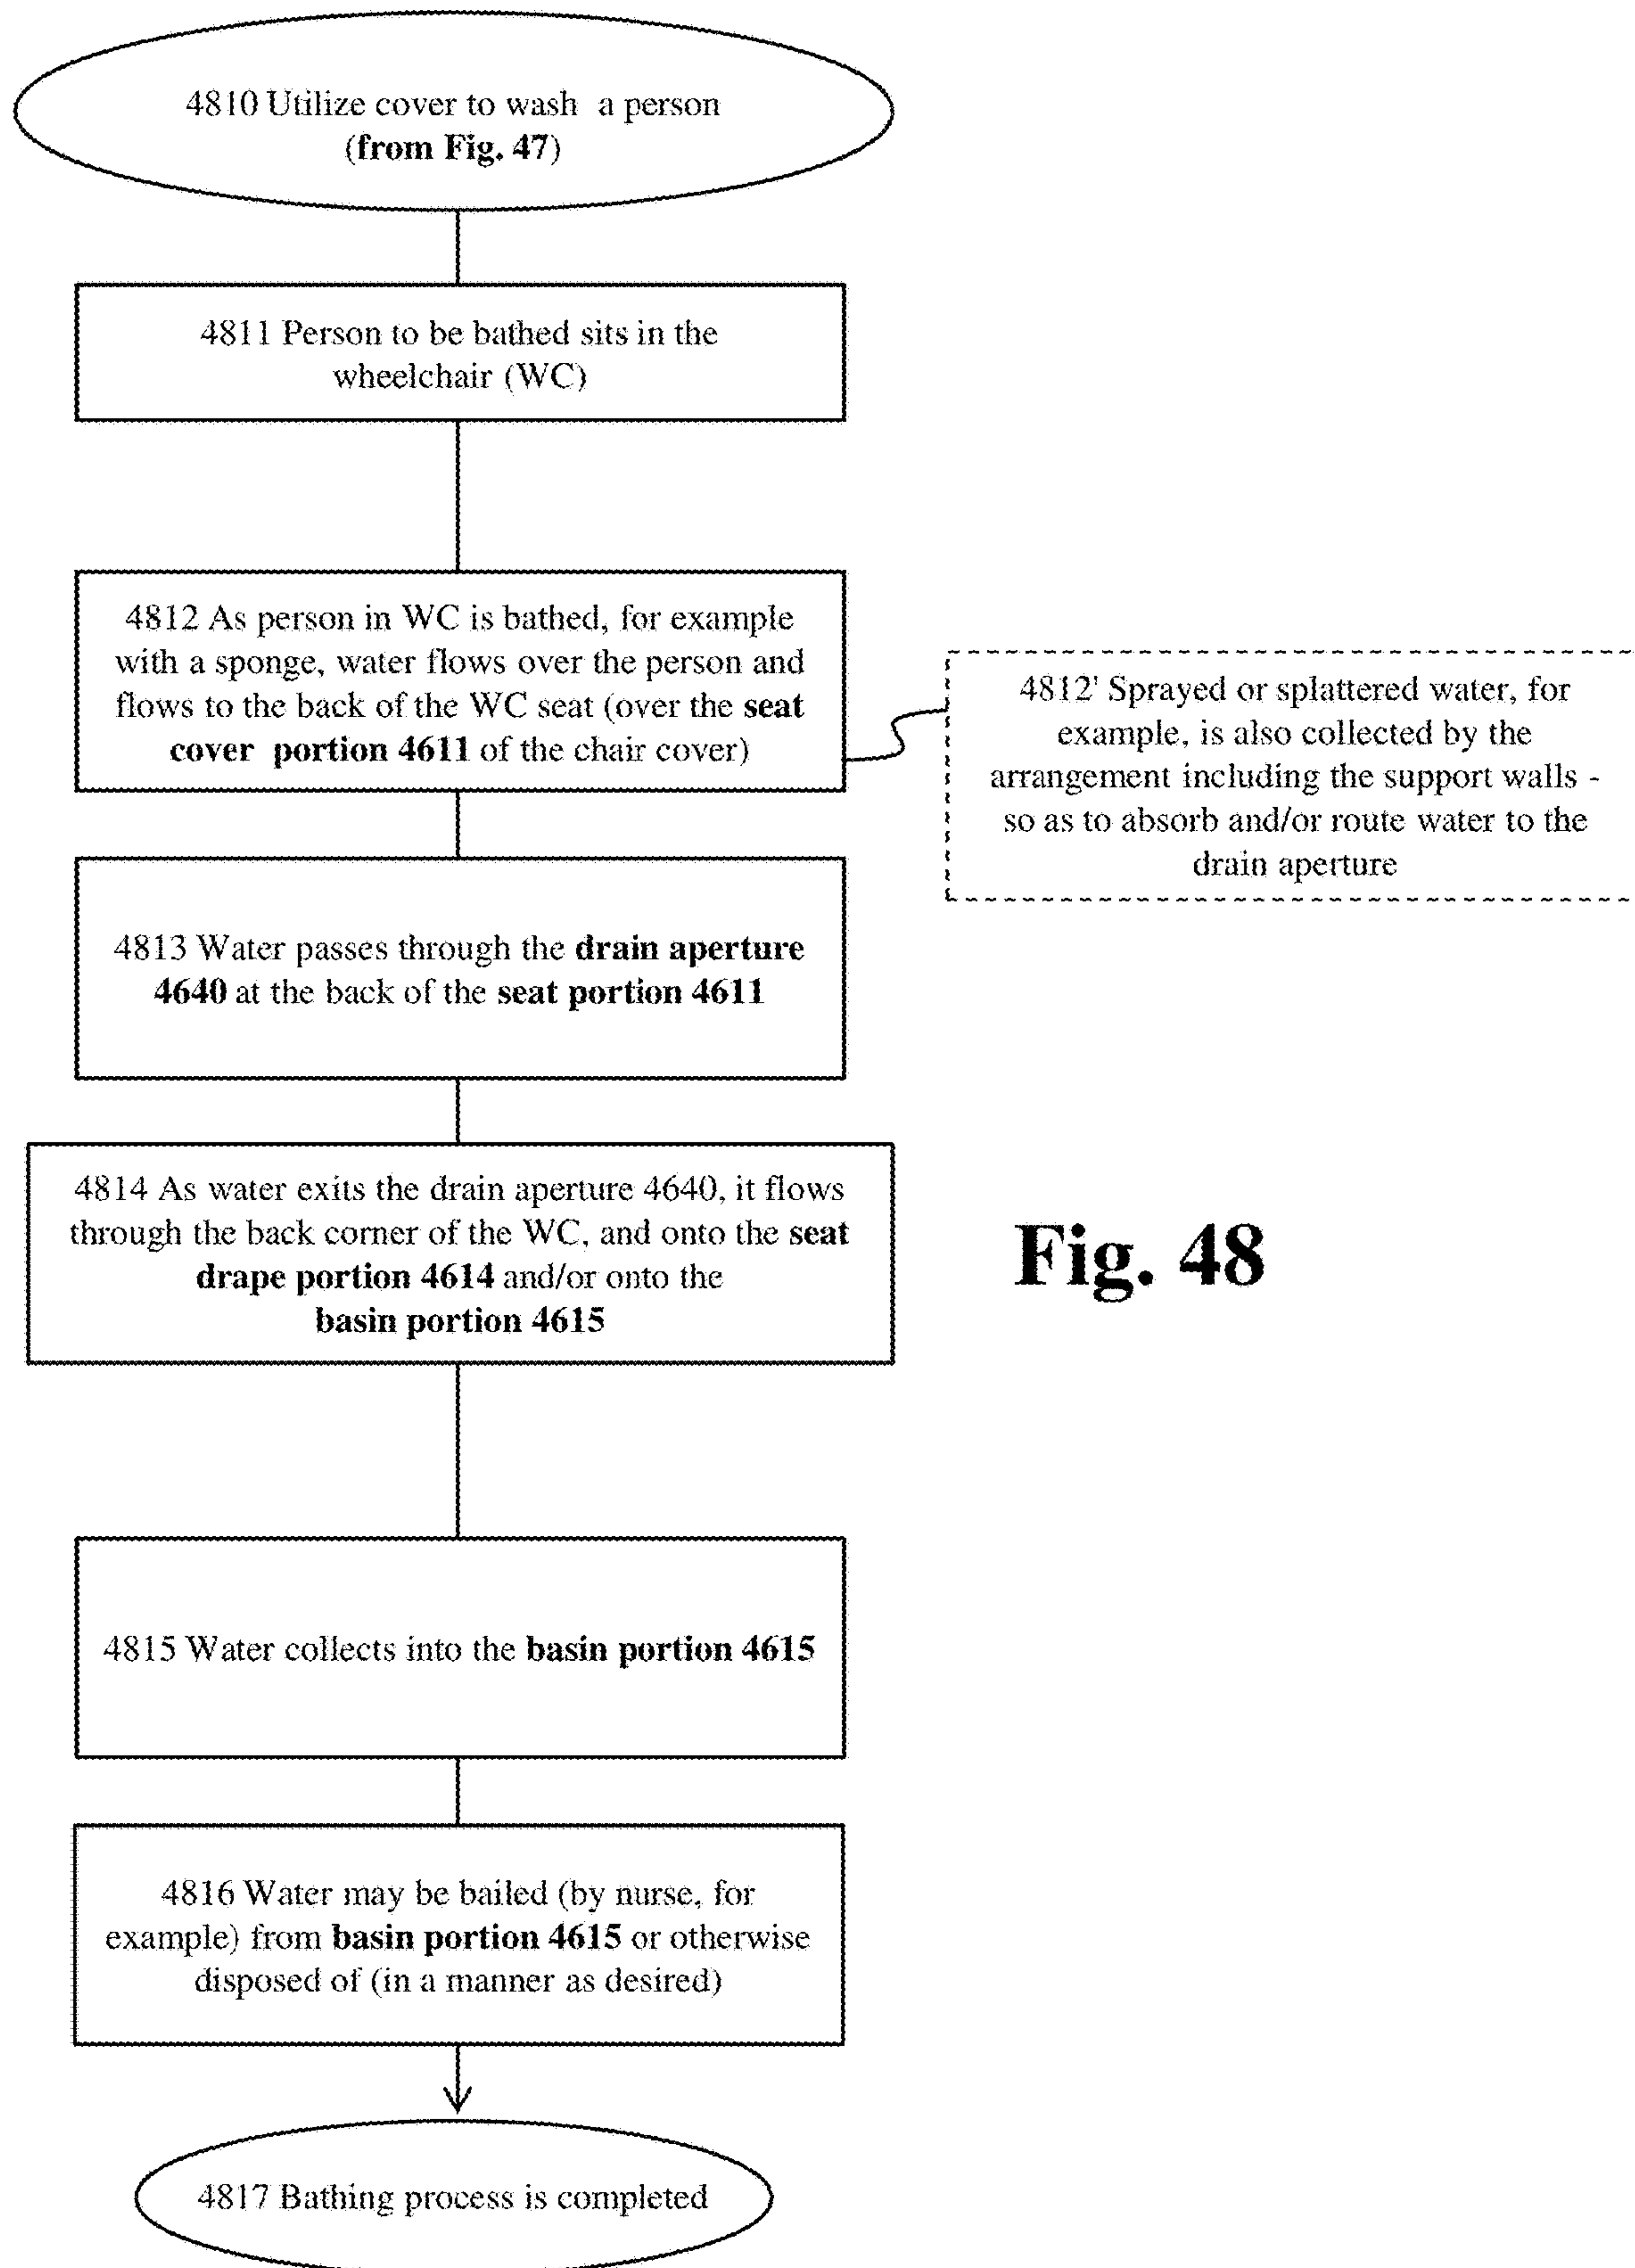 4810 Utilize cover to wash a person
(from Fig. 47)
4811 Person to be bathed sits in the
wheelchair (WC)
4812 As person in WC is bathed, for example
with a sponge, water flows over the person and
flows to the back of the WC seat (over the seat
cover portion 4611 of the chair cover)
4812' Sprayed or splattered water, for
example, is also collected by the
arrangement including the support walls -
so as to absorb and/or route water to the
drain aperture
4813 Water passes through the drain aperture
4640 at the back of the seat portion 4611
4814 As water exits the drain aperture 4640, it flows
through the back corner of the WC, and onto the seat
drape portion 4614 and/or onto the
basin portion 4615
Fig. 48
4815 Water collects into the basin portion 4615
4816 Water may be bailed (by nurse, for
example) from basin portion 4615 or otherwise
disposed of (in a manner as desired)
4817 Bathing process is completed